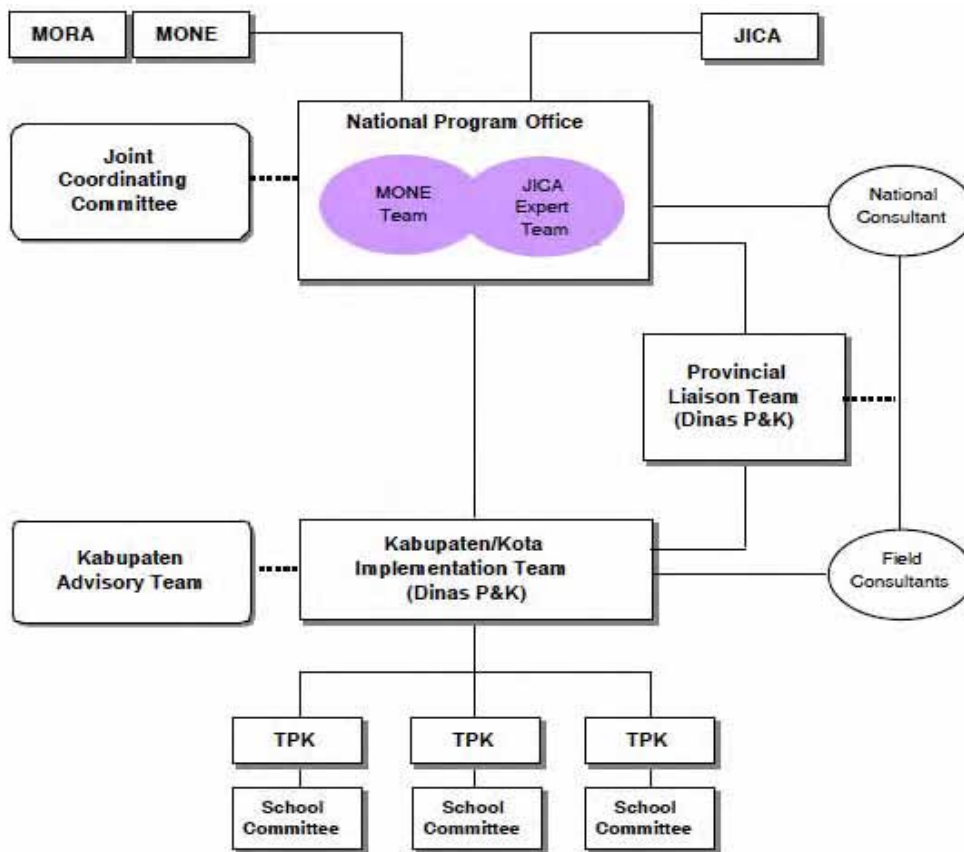 MORA
MONE
JICA
National Program Office
MONE
Team
JICA
Expert
Team
Joint
Coordinating
Committee
National
Consultant
Provincial
Liaison Team
(Dinas P&K)
Kabupaten
Advisory Team
Kabupaten/Kota
Implementation Team
(Dinas P&K)
Field
Consultants
TPK
TPK
TPK
School
Committee
School
Committee
School
Committee